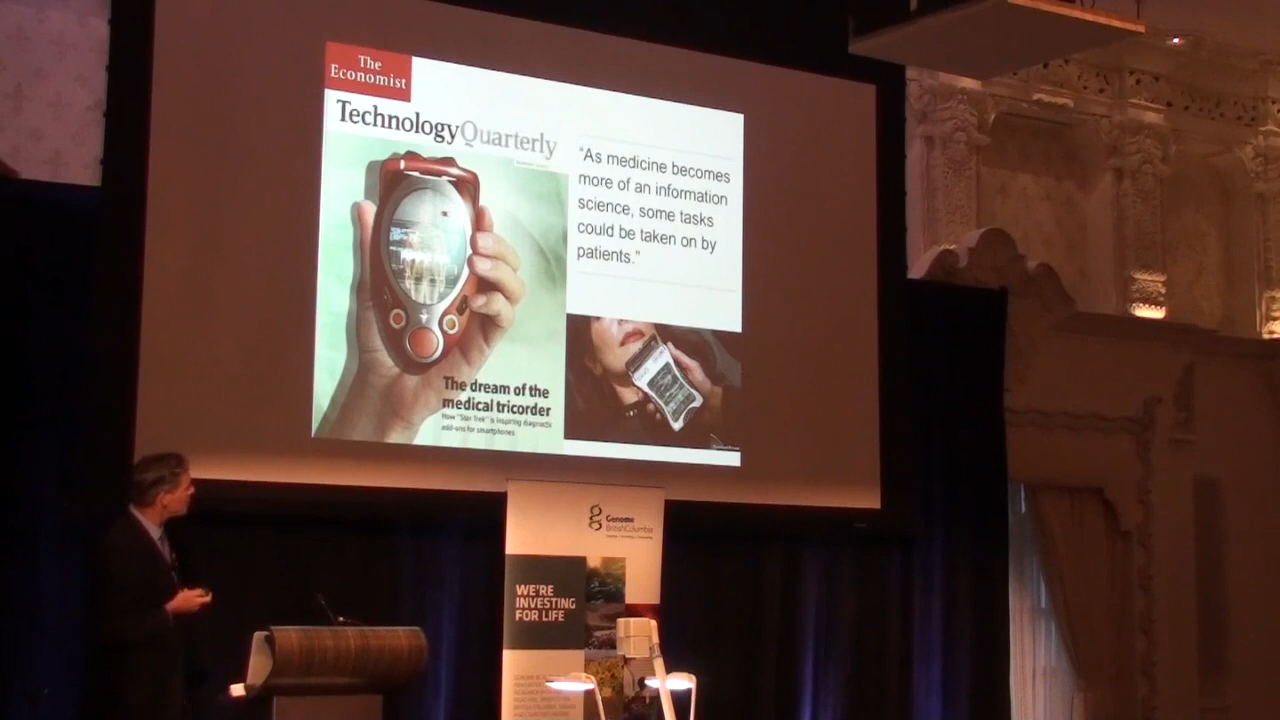 The
Economist
TechnologyQuarterly
"As medicine becomes
more of an information
science, some tasks
could be taken on by
patients."
The dream of the
medical tricorder
How "Star Trek" is inspiring diagnostic
add-ons for smartphones
Genome
BritishColumbia
WE'RE
INVESTING
FOR LIFE